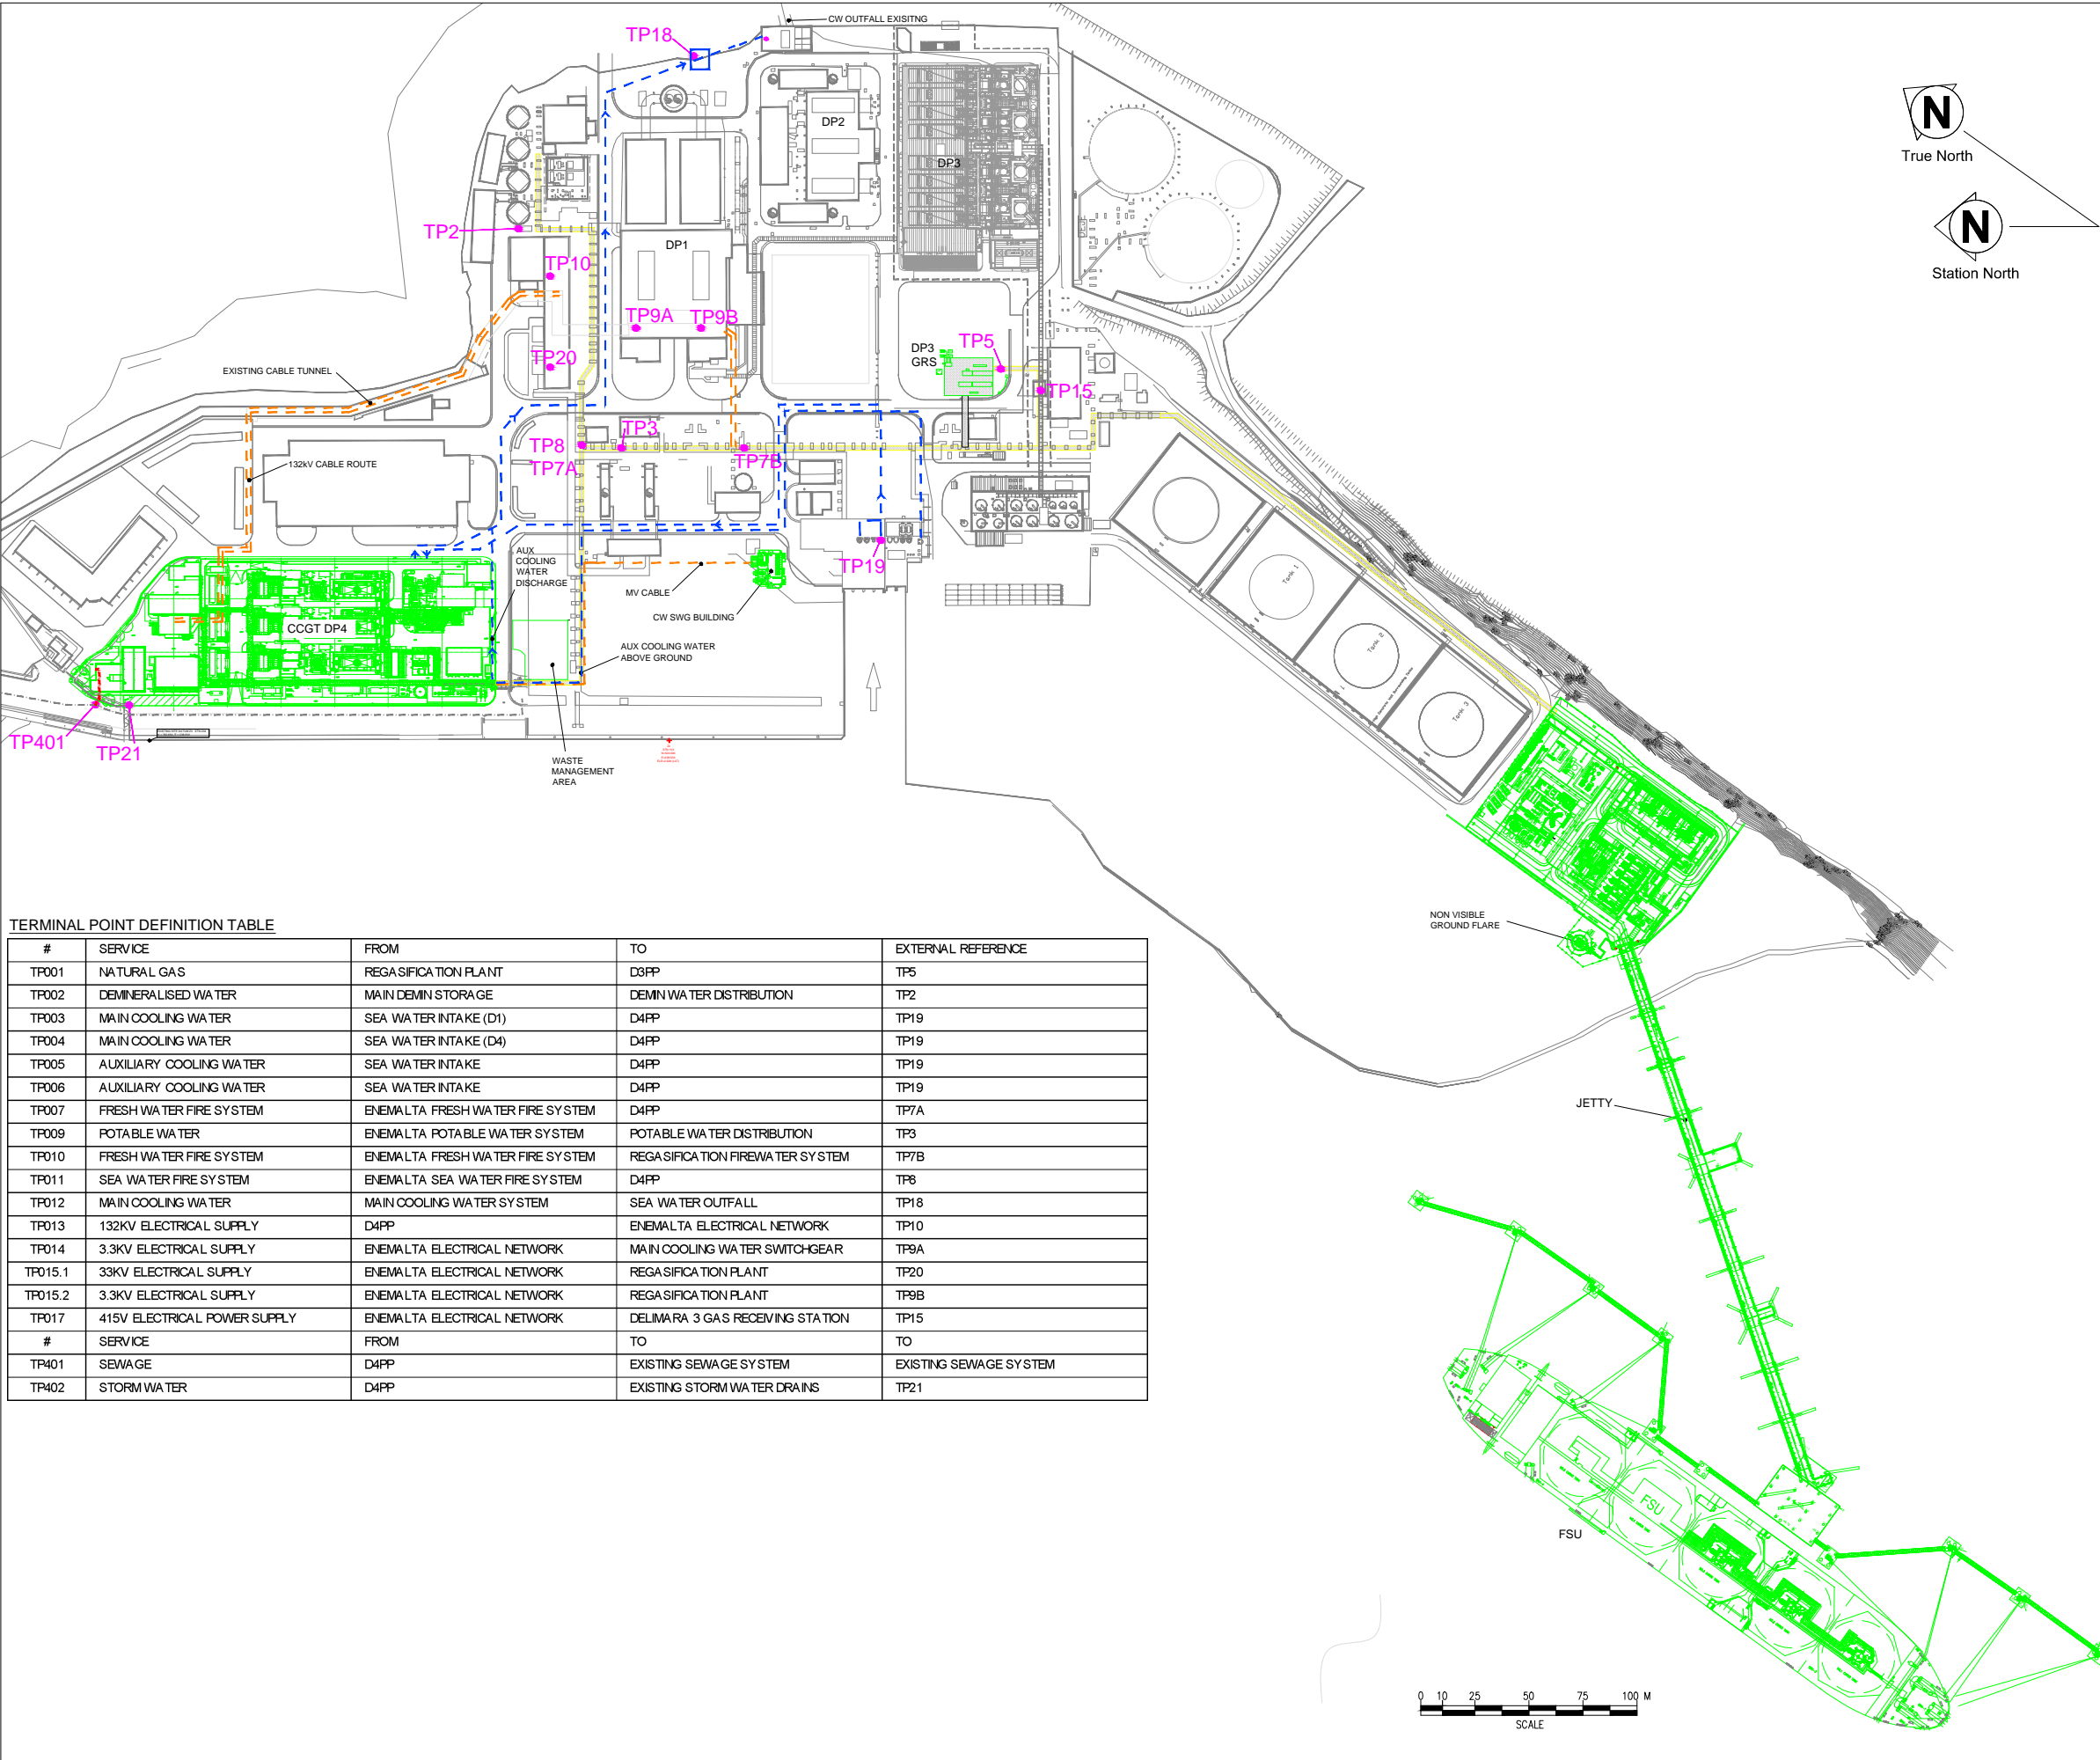 CW OUTFALL EXISITNG
TP18
DP2
DP3
N
True North
N
Station North
TP2
DP1
TP10
TP9A
TP9B
TP5
DP3
GRS
TP20
TP15
EXISTING CABLE TUNNEL
TP3
TP8
TP7A
TP7B
132kV CABLE ROUTE
AUX
COOLING
WATER
DISCHARGE
TP19
MV CABLE
CW SWG BUILDING
CCGT DP4
AUX COOLING WATER
ABOVE GROUND
Tank 1
Tank 2
Tank 3
TP401
TP21
WASTE
MANAGEMENT
AREA
NON VISIBLE
GROUND FLARE
JETTY
FSU
FSU
0 10 25 50 75 100 M
SCALE
TERMINAL POINT DEFINITION TABLE
# SERVICE FROM TO EXTERNAL REFERENCE
TP001 NATURAL GAS REGASIFICATION PLANT D3PP TP5
TP002 DEMINERALISED WATER MAIN DEMIN STORAGE DEMIN WATER DISTRIBUTION TP2
TP003 MAIN COOLING WATER SEA WATER INTAKE (D1) D4PP TP19
TP004 MAIN COOLING WATER SEA WATER INTAKE (D4) D4PP TP19
TP005 AUXILIARY COOLING WATER SEA WATER INTAKE D4PP TP19
TP006 AUXILIARY COOLING WATER SEA WATER INTAKE D4PP TP19
TP007 FRESH WATER FIRE SYSTEM ENEMALTA FRESH WATER FIRE SYSTEM D4PP TP7A
TP009 POTABLE WATER ENEMALTA POTABLE WATER SYSTEM POTABLE WATER DISTRIBUTION TP3
TP010 FRESH WATER FIRE SYSTEM ENEMALTA FRESH WATER FIRE SYSTEM REGASIFICATION FIREWATER SYSTEM TP7B
TP011 SEA WATER FIRE SYSTEM ENEMALTA SEA WATER FIRE SYSTEM D4PP TP8
TP012 MAIN COOLING WATER MAIN COOLING WATER SYSTEM SEA WATER OUTFALL TP18
TP013 132KV ELECTRICAL SUPPLY D4PP ENEMALTA ELECTRICAL NETWORK TP10
TP014 3.3KV ELECTRICAL SUPPLY ENEMALTA ELECTRICAL NETWORK MAIN COOLING WATER SWITCHGEAR TP9A
TP015.1 33KV ELECTRICAL SUPPLY ENEMALTA ELECTRICAL NETWORK REGASIFICATION PLANT TP20
TP015.2 3.3KV ELECTRICAL SUPPLY ENEMALTA ELECTRICAL NETWORK REGASIFICATION PLANT TP9B
TP017 415V ELECTRICAL POWER SUPPLY ENEMALTA ELECTRICAL NETWORK DELIMARA 3 GAS RECEIVING STATION TP15
# SERVICE FROM TO TO
TP401 SEWAGE D4PP EXISTING SEWAGE SYSTEM EXISTING SEWAGE SYSTEM
TP402 STORM WATER D4PP EXISTING STORM WATER DRAINS TP21